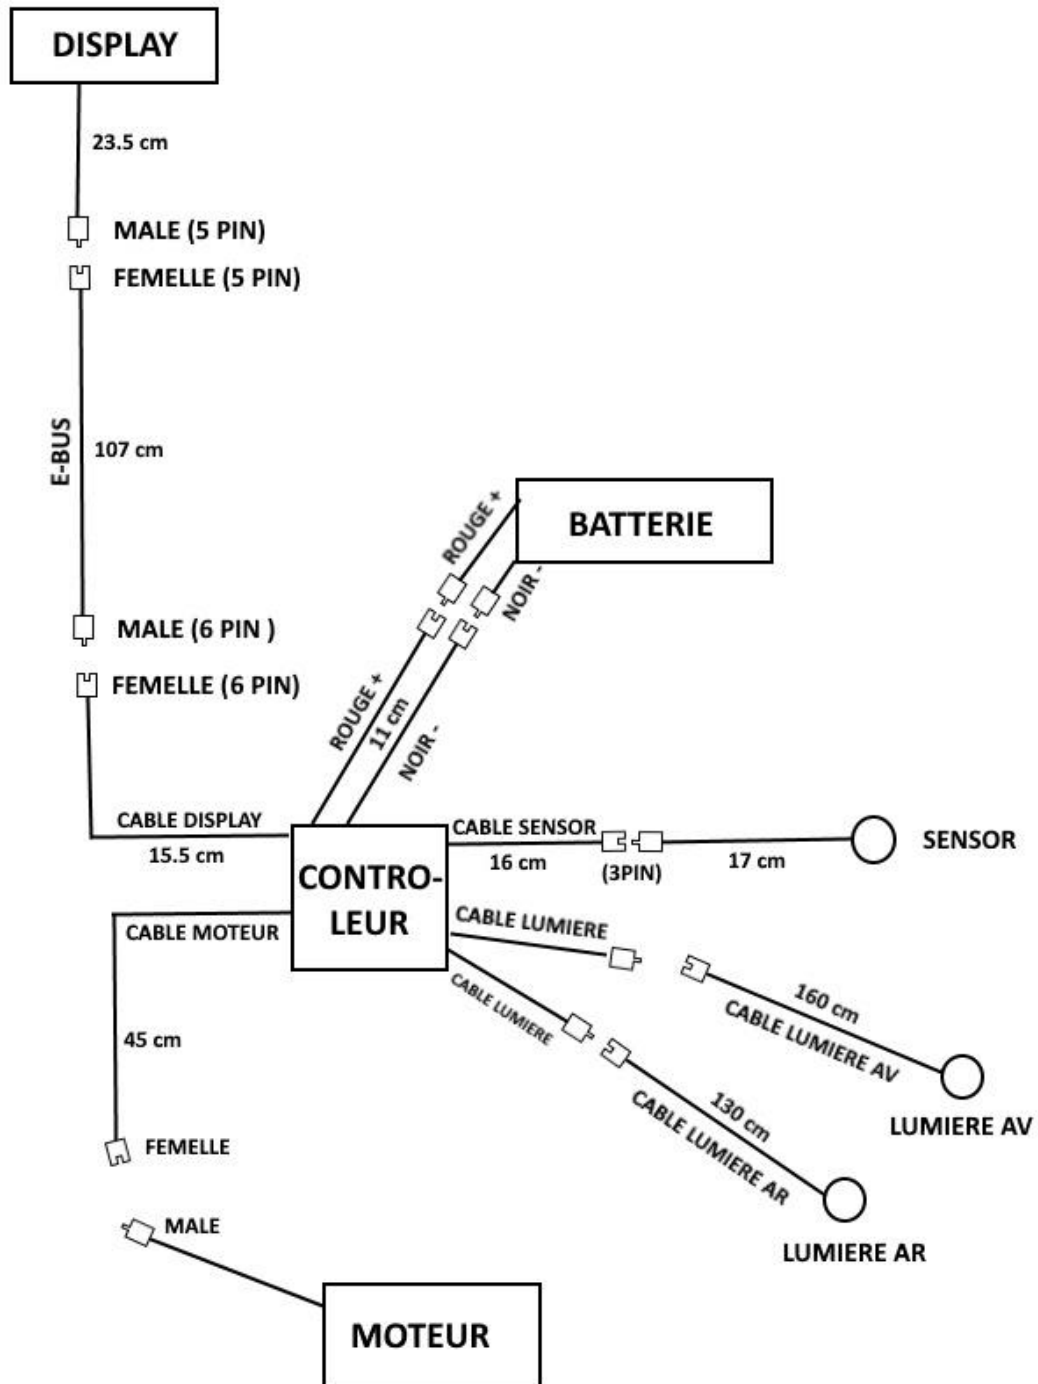 DISPLAY
23.5 cm
MALE (5 PIN)
FEMELLE (5 PIN)
E-BUS
107 cm
MALE (6 PIN )
FEMELLE (6 PIN)
BATTERIE
ROUGE +
NOIR -
ROUGE +
11 cm
NOIR -
CABLE DISPLAY
15.5 cm
CONTRO-
LEUR
CABLE SENSOR
16 cm
(3PIN)
17 cm
SENSOR
CABLE MOTEUR
45 cm
CABLE LUMIERE
160 cm
CABLE LUMIERE AV
LUMIERE AV
CABLE LUMIERE
130 cm
CABLE LUMIERE AR
LUMIERE AR
FEMELLE
MALE
MOTEUR